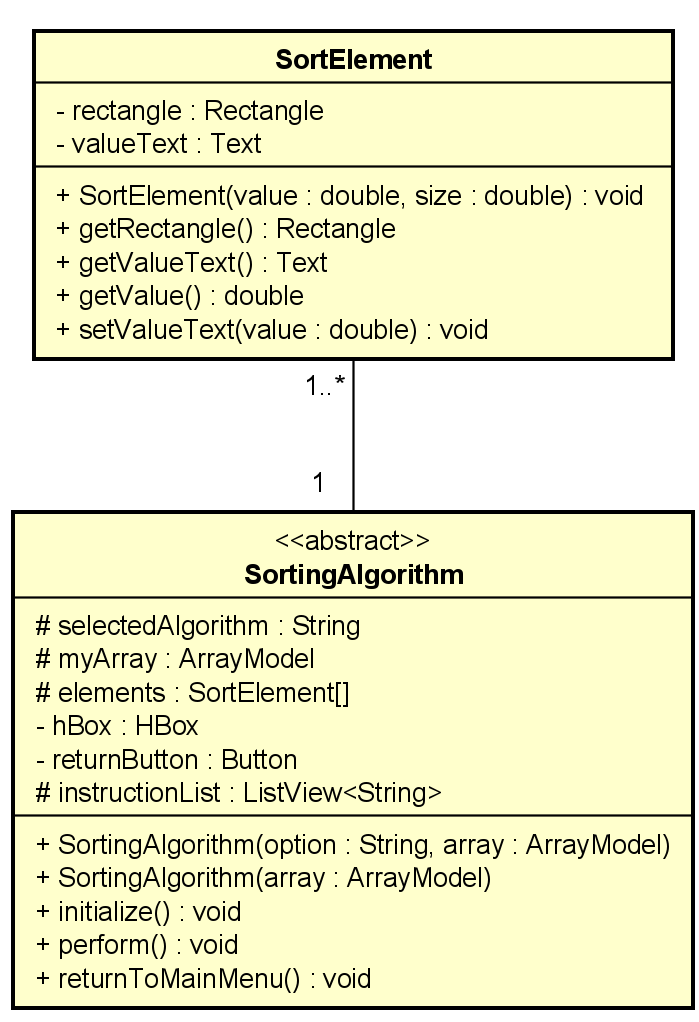 SortElement
- rectangle : Rectangle
- valueText : Text
+ SortElement(value : double, size : double) : void
+ getRectangle() : Rectangle
+ getValueText() : Text
+ getValue() : double
+ setValueText(value : double) : void
1..*
1
<<abstract>>
SortingAlgorithm
# selectedAlgorithm : String
# myArray : ArrayModel
# elements : SortElement[]
- hBox : HBox
- returnButton : Button
# instructionList : ListView<String>
+ SortingAlgorithm(option : String, array : ArrayModel)
+ SortingAlgorithm(array : ArrayModel)
+ initialize() : void
+ perform() : void
+ returnToMainMenu() : void